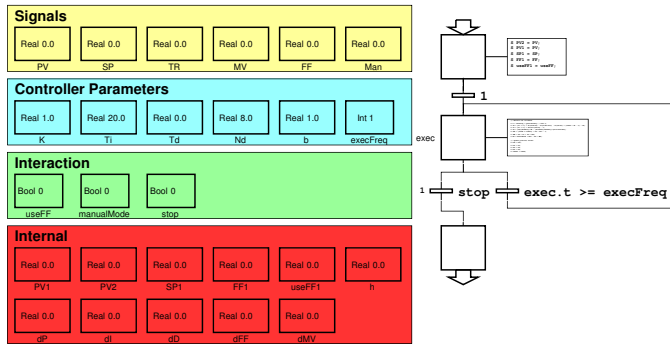 Signals
Real 0.0 Real 0.0 Real 0.0 Real 0.0 Real 0.0 Real 0.0
PV SP TR MV FF Man
Controller Parameters
Real 1.0 Real 20.0 Real 0.0 Real 8.0 Real 1.0 Int 1
K Ti Td Nd b execFreq
Interaction
Bool 0 Bool 0 Bool 0
useFF manualMode stop
Internal
Real 0.0 Real 0.0 Real 0.0 Real 0.0 Real 0.0 Real 0.0
PV1 PV2 SP1 FF1 useFF1 h
Real 0.0 Real 0.0 Real 0.0 Real 0.0 Real 0.0
dP dI dD dFF dMV
S PV2 = PV;
S PV1 = PV;
S SP1 = SP;
S FF1 = FF;
S useFF1 = useFF;
1
exec
1 stop exec.t >= execFreq